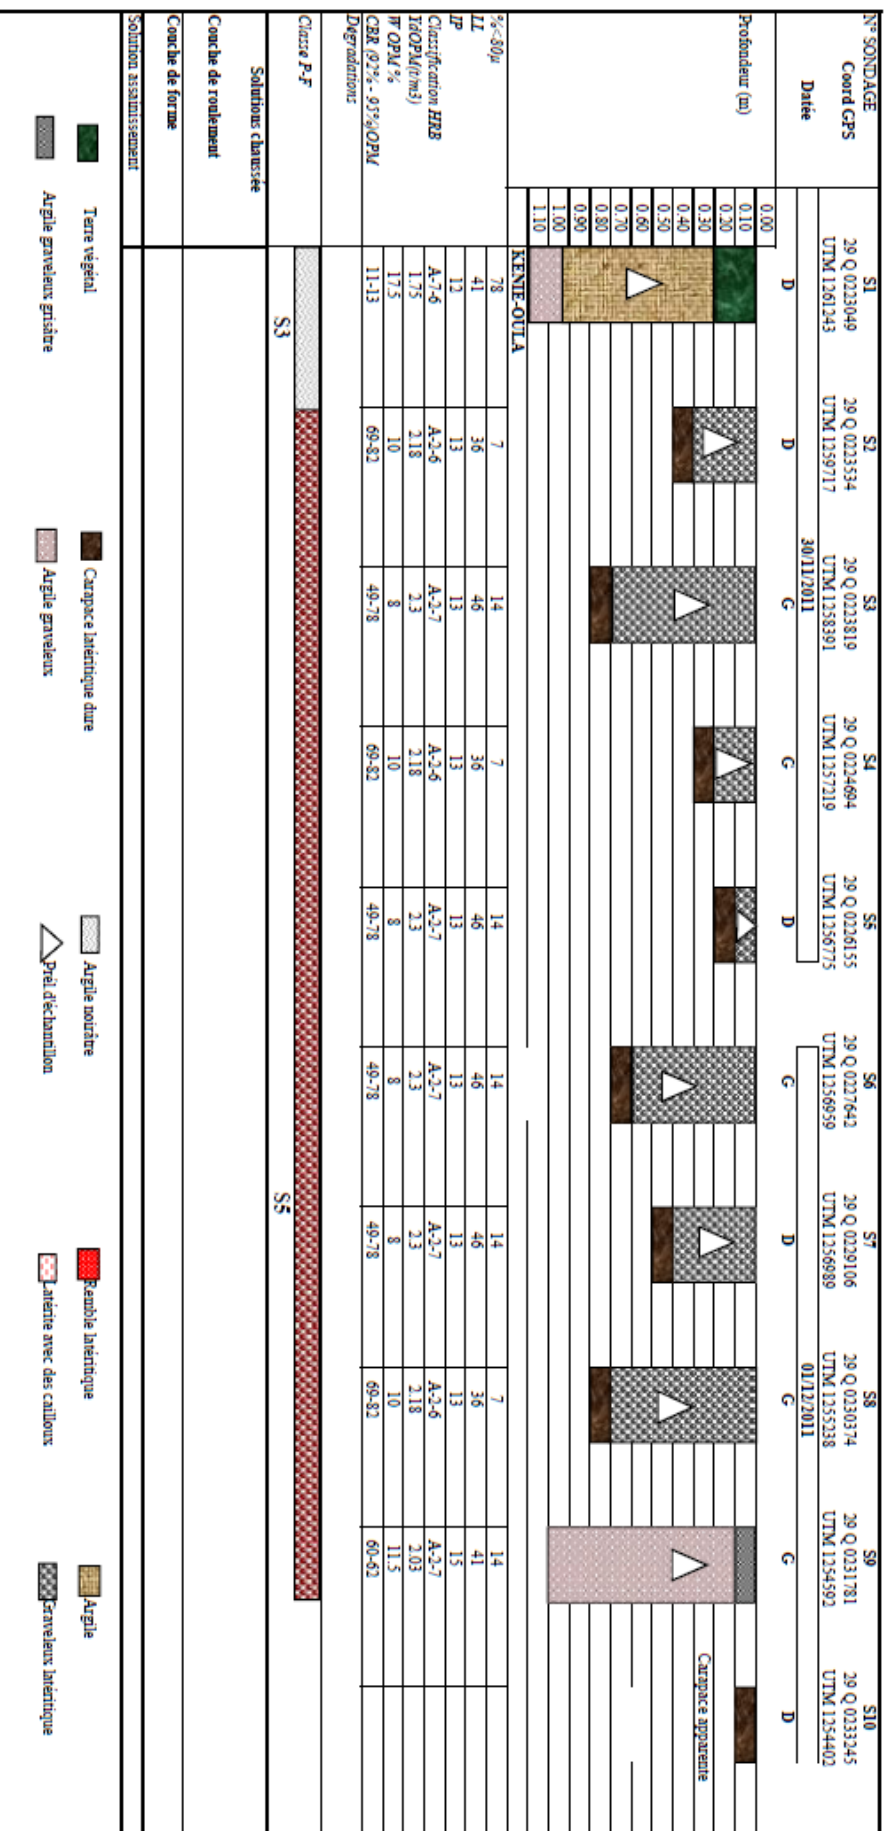 N° SONDAGE S1 S2 S3 S4 S5 S6 S7 S8 S9 S10
Coord GPS 29 Q 0223049 29 Q 0223534 29 Q 0223819 29 Q 0224694 29 Q 0226155 29 Q 0227642 29 Q 0229106 29 Q 0230374 29 Q 0231781 29 Q 0233245
UTM 1261243 UTM 1259717 UTM 1258391 UTM 1257219 UTM 1256775 UTM 1256959 UTM 1256989 UTM 1255238 UTM 1254592 UTM 1254402
Datée 30/11/2011 01/12/2011
D D G G D G D G G D
Profondeur (m)
0.00
0.10
0.20
0.30
0.40
0.50
0.60
0.70
0.80
0.90
1.00
1.10
Carapace apparente
KENIE-OULA
%<80µ 78 7 14 7 14 14 14 7 14
LL 41 36 46 36 46 46 46 36 41
IP 12 13 13 13 13 13 13 13 15
Classification HRB A-7-6 A-2-6 A-2-7 A-2-6 A-2-7 A-2-7 A-2-7 A-2-6 A-2-7
YdOPM(t/m3) 1.75 2.18 2.3 2.18 2.3 2.3 2.3 2.18 2.03
W OPM % 17.5 10 8 10 8 8 8 10 11.5
CBR (92% - 95%)OPM 11-13 69-82 49-78 69-82 49-78 49-78 49-78 69-82 60-62
Degradations
Classe P-F
S3 S5
Solutions chaussée
Couche de roulement
Couche de forme
Solution assainissement
Terre végétal Carapace latéritique dure Argile noirâtre Remble latéritique Argile
Argile graveleux grisâtre Argile graveleux Prél d'échantillon Latérite avec des cailloux Graveleux latéritique